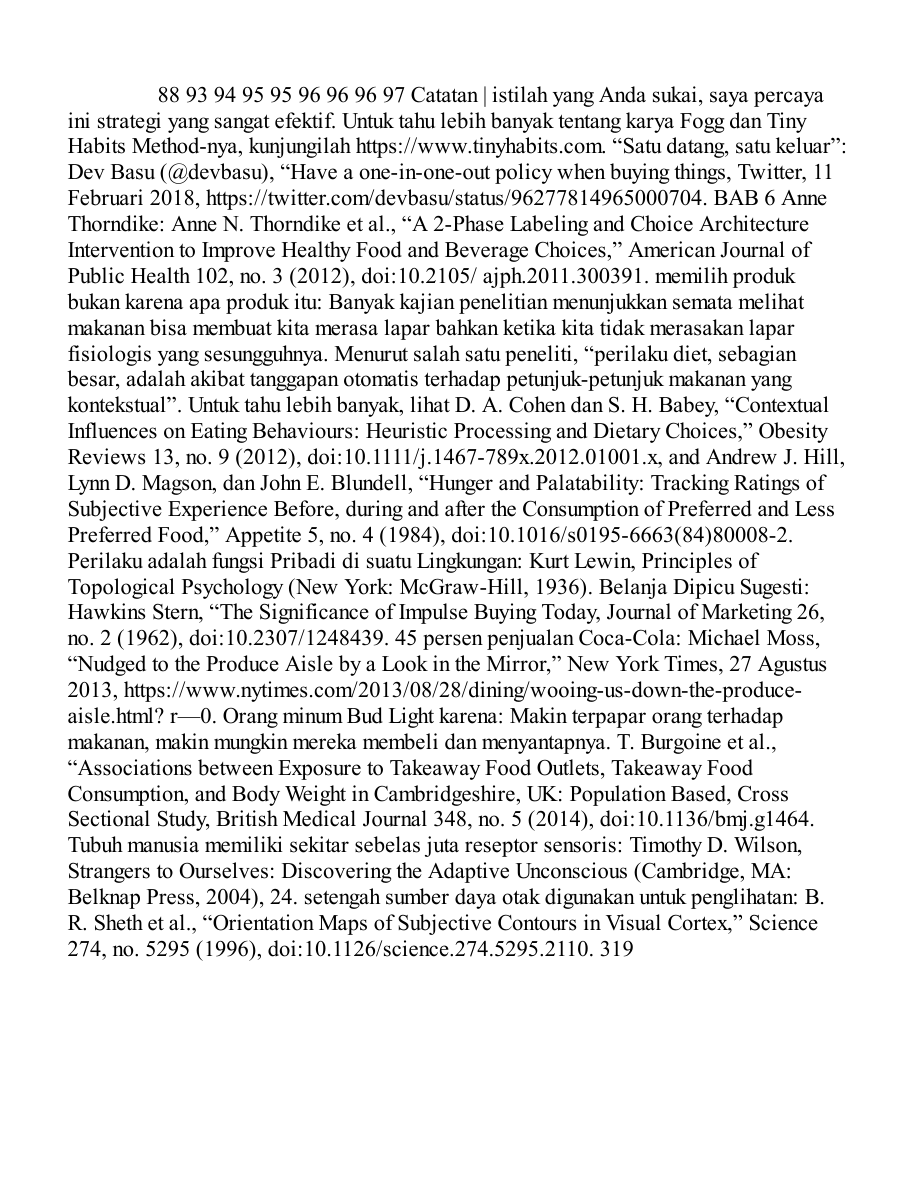 88 93 94 95 95 96 96 96 97 Catatan | istilah yang Anda sukai, saya percaya
ini strategi yang sangat efektif. Untuk tahu lebih banyak tentang karya Fogg dan Tiny
Habits Method-nya, kunjungilah https://www.tinyhabits.com. “Satu datang, satu keluar”:
Dev Basu (@devbasu), “Have a one-in-one-out policy when buying things, Twitter, 11
Februari 2018, https://twitter.com/devbasu/status/96277814965000704. BAB 6 Anne
Thorndike: Anne N. Thorndike et al., “A 2-Phase Labeling and Choice Architecture
Intervention to Improve Healthy Food and Beverage Choices,” American Journal of
Public Health 102, no. 3 (2012), doi:10.2105/ ajph.2011.300391. memilih produk
bukan karena apa produk itu: Banyak kajian penelitian menunjukkan semata melihat
makanan bisa membuat kita merasa lapar bahkan ketika kita tidak merasakan lapar
fisiologis yang sesungguhnya. Menurut salah satu peneliti, “perilaku diet, sebagian
besar, adalah akibat tanggapan otomatis terhadap petunjuk-petunjuk makanan yang
kontekstual”. Untuk tahu lebih banyak, lihat D. A. Cohen dan S. H. Babey, “Contextual
Influences on Eating Behaviours: Heuristic Processing and Dietary Choices,” Obesity
Reviews 13, no. 9 (2012), doi:10.1111/j.1467-789x.2012.01001.x, and Andrew J. Hill,
Lynn D. Magson, dan John E. Blundell, “Hunger and Palatability: Tracking Ratings of
Subjective Experience Before, during and after the Consumption of Preferred and Less
Preferred Food,” Appetite 5, no. 4 (1984), doi:10.1016/s0195-6663(84)80008-2.
Perilaku adalah fungsi Pribadi di suatu Lingkungan: Kurt Lewin, Principles of
Topological Psychology (New York: McGraw-Hill, 1936). Belanja Dipicu Sugesti:
Hawkins Stern, “The Significance of Impulse Buying Today, Journal of Marketing 26,
no. 2 (1962), doi:10.2307/1248439. 45 persen penjualan Coca-Cola: Michael Moss,
“Nudged to the Produce Aisle by a Look in the Mirror,” New York Times, 27 Agustus
2013, https://www.nytimes.com/2013/08/28/dining/wooing-us-down-the-produce-
aisle.html? r—0. Orang minum Bud Light karena: Makin terpapar orang terhadap
makanan, makin mungkin mereka membeli dan menyantapnya. T. Burgoine et al.,
“Associations between Exposure to Takeaway Food Outlets, Takeaway Food
Consumption, and Body Weight in Cambridgeshire, UK: Population Based, Cross
Sectional Study, British Medical Journal 348, no. 5 (2014), doi:10.1136/bmj.g1464.
Tubuh manusia memiliki sekitar sebelas juta reseptor sensoris: Timothy D. Wilson,
Strangers to Ourselves: Discovering the Adaptive Unconscious (Cambridge, MA:
Belknap Press, 2004), 24. setengah sumber daya otak digunakan untuk penglihatan: B.
R. Sheth et al., “Orientation Maps of Subjective Contours in Visual Cortex,” Science
274, no. 5295 (1996), doi:10.1126/science.274.5295.2110. 319